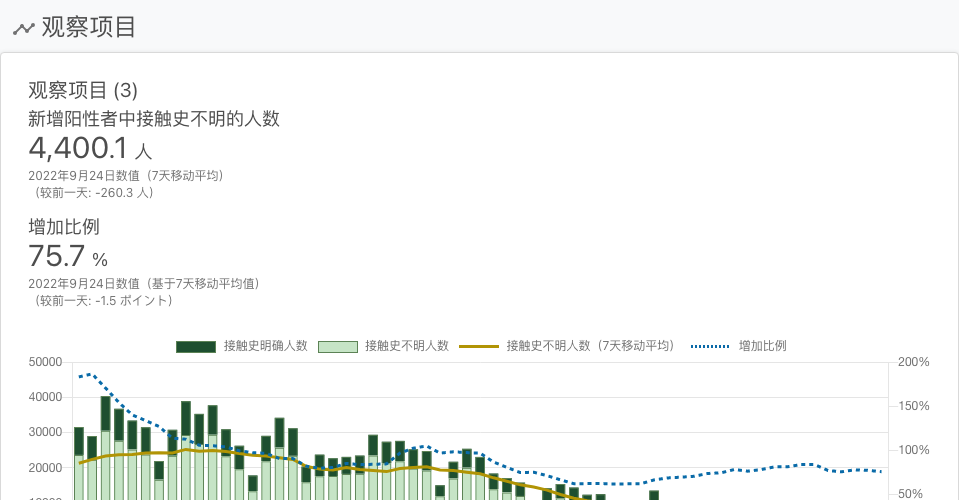 观察项目
观察项目 (3)
新增阳性者中接触史不明的人数
4,400.1 人
2022年9月24日数值（7天移动平均）
（较前一天: -260.3 人）
增加比例
75.7 %
2022年9月24日数值（基于7天移动平均值）
（较前一天: -1.5 ポイント）
接触史明确人数 接触史不明人数 接触史不明人数（7天移动平均） 增加比例
50000 200%
40000 150%
30000 100%
20000 50%